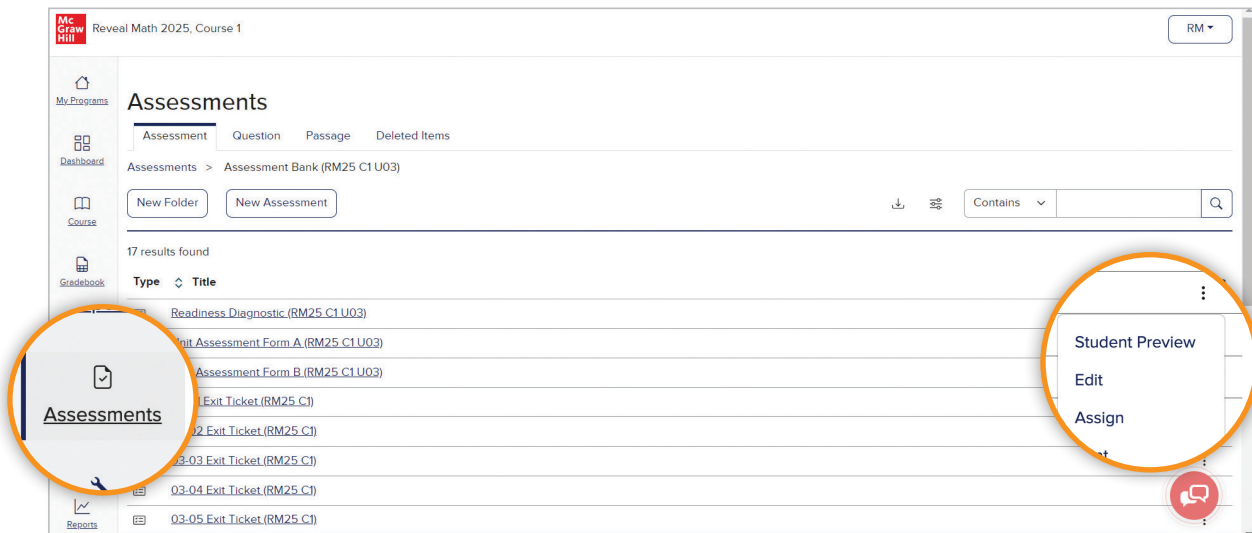 Mc
Graw
Hill
Reveal Math 2025, Course 1
RM
My Programs
Assessments
Assessment Question Passage Deleted Items
Dashboard
Assessments > Assessment Bank (RM25 C1 U03)
New Folder New Assessment Contains
Course
17 results found
Gradebook
Type Title
Readiness Diagnostic (RM25 C1 U03)
Assessment Form A (RM25 C1 U03)
Student Preview
Assessment Form B (RM25 C1 U03)
Edit
Assessments
Exit Ticket (RM25 C1)
Assign
Exit Ticket (RM25 C1)
03-03 Exit Ticket (RM25 C1)
03-04 Exit Ticket (RM25 C1)
Reports
03-05 Exit Ticket (RM25 C1)